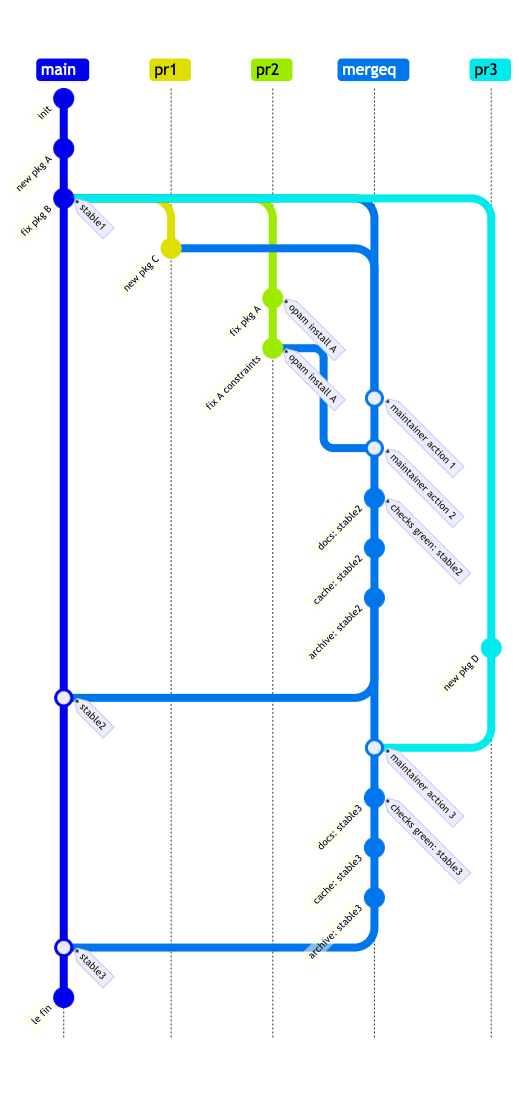 main
pr1
pr2
mergeq
pr3
init
new pkg A
fix pkg B
stable1
new pkg C
fix pkg A
opam install A
fix A constraints
opam install A
maintainer action 1
maintainer action 2
docs: stable2
checks green: stable2
cache: stable2
archive: stable2
new pkg D
stable2
maintainer action 3
docs: stable3
checks green: stable3
cache: stable3
archive: stable3
stable3
le fin